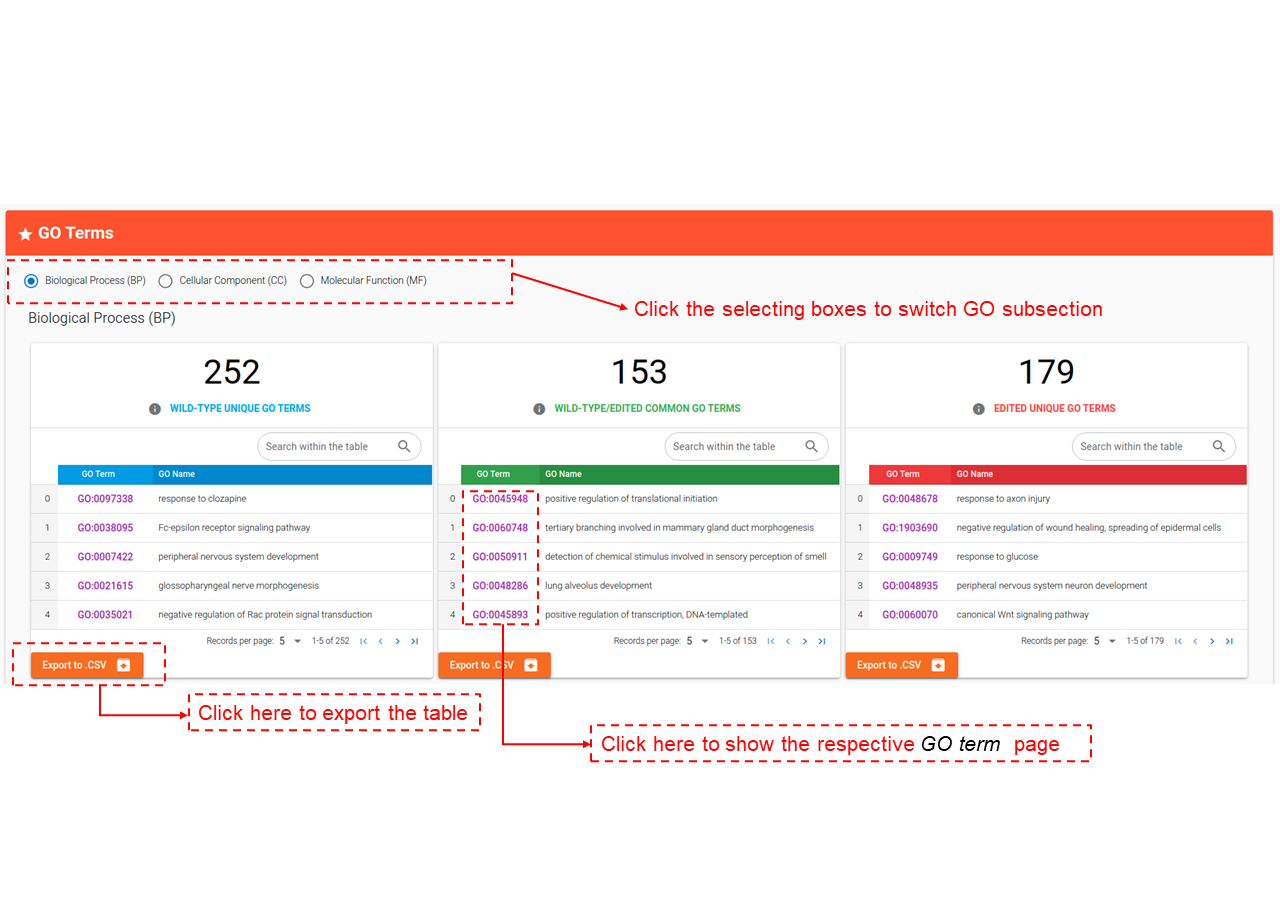 GO Terms
Biological Process (BP) Cellular Component (CC) Molecular Function (MF)
Click the selecting boxes to switch GO subsection
Biological Process (BP)
252
WILD-TYPE UNIQUE GO TERMS
Search within the table
GO Term GO Name
0 GO:0097338 response to clozapine
1 GO:0038095 Fc-epsilon receptor signaling pathway
2 GO:0007422 peripheral nervous system development
3 GO:0021615 glossopharyngeal nerve morphogenesis
4 GO:0035021 negative regulation of Rac protein signal transduction
Records per page: 5 1-5 of 252
Export to .CSV
153
WILD-TYPE/EDITED COMMON GO TERMS
Search within the table
GO Term GO Name
0 GO:0045948 positive regulation of translational initiation
1 GO:0060748 tertiary branching involved in mammary gland duct morphogenesis
2 GO:0050911 detection of chemical stimulus involved in sensory perception of smell
3 GO:0048286 lung alveolus development
4 GO:0045893 positive regulation of transcription, DNA-templated
Records per page: 5 1-5 of 153
Export to .CSV
179
EDITED UNIQUE GO TERMS
Search within the table
GO Term GO Name
0 GO:0048678 response to axon injury
1 GO:1903690 negative regulation of wound healing, spreading of epidermal cells
2 GO:0009749 response to glucose
3 GO:0048935 peripheral nervous system neuron development
4 GO:0060070 canonical Wnt signaling pathway
Records per page: 5 1-5 of 179
Export to .CSV
Click here to export the table
Click here to show the respective GO term page